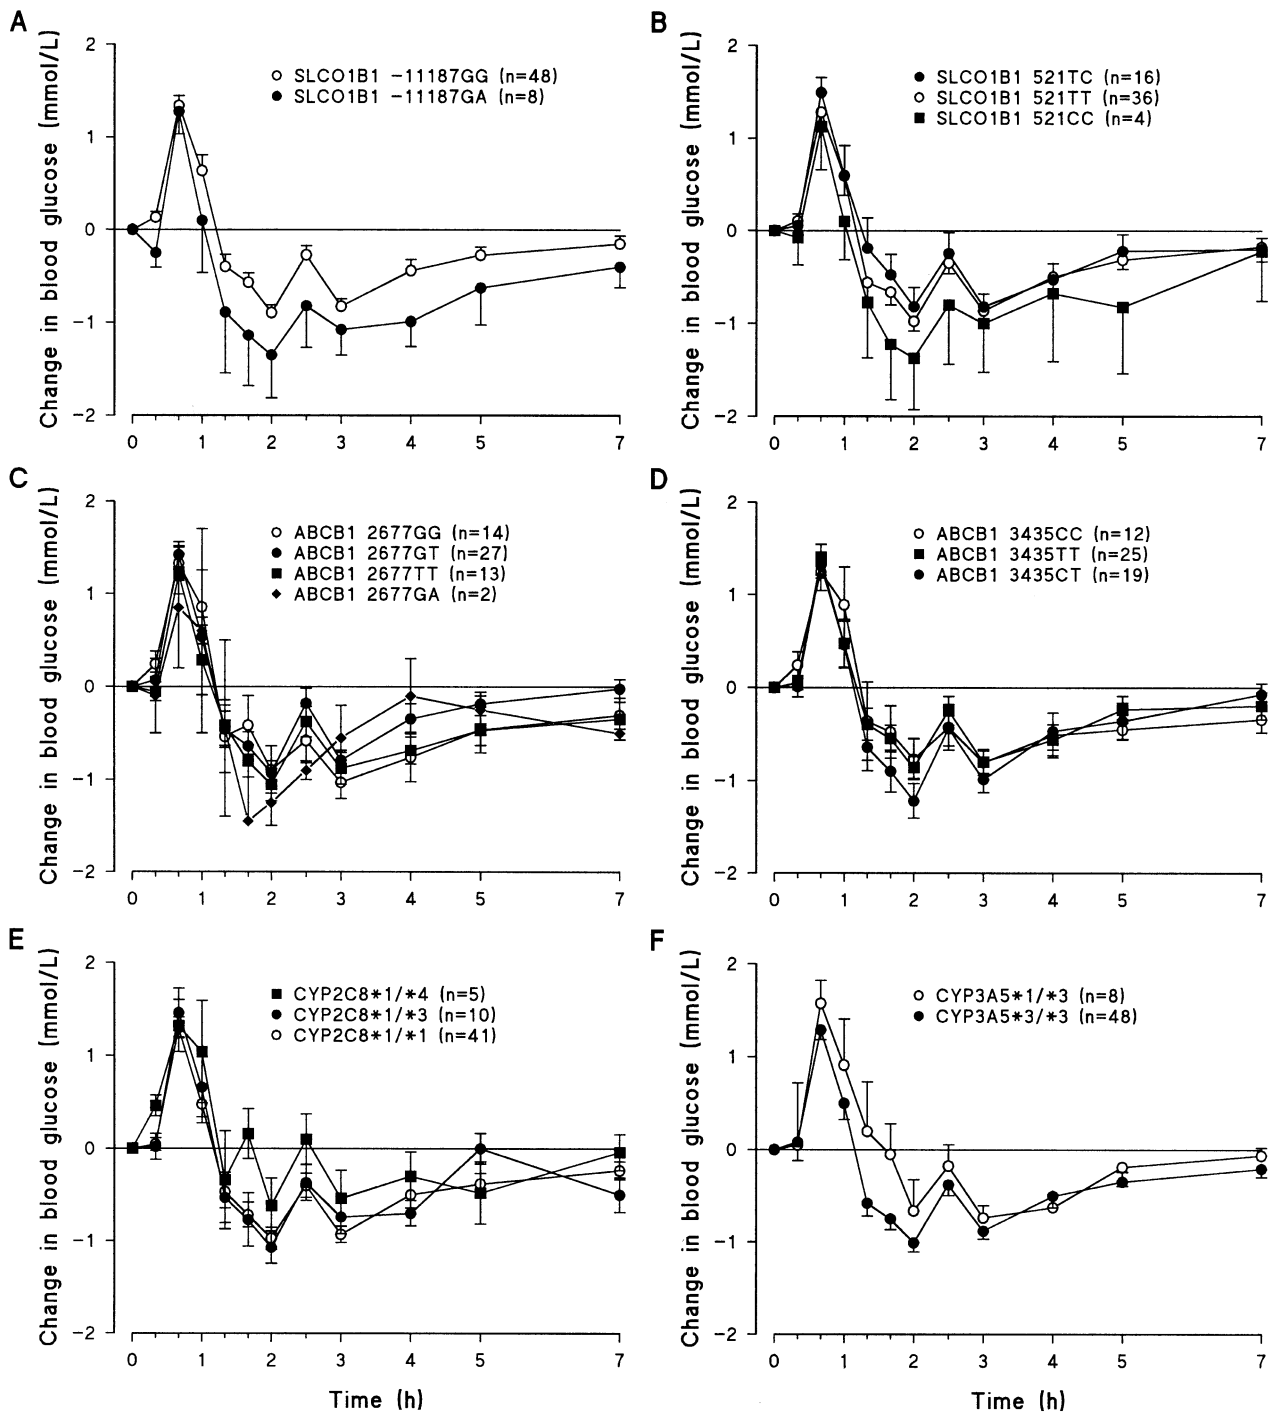 A
Change in blood glucose (mmol/L)
2
1
0
−1
−2
SLCO1B1 −11187GG (n=48)
SLCO1B1 −11187GA (n=8)
0 1 2 3 4 5 7
B
Change in blood glucose (mmol/L)
2
1
0
−1
−2
SLCO1B1 521TC (n=16)
SLCO1B1 521TT (n=36)
SLCO1B1 521CC (n=4)
0 1 2 3 4 5 7
C
Change in blood glucose (mmol/L)
2
1
0
−1
−2
ABCB1 2677GG (n=14)
ABCB1 2677GT (n=27)
ABCB1 2677TT (n=13)
ABCB1 2677GA (n=2)
0 1 2 3 4 5 7
D
Change in blood glucose (mmol/L)
2
1
0
−1
−2
ABCB1 3435CC (n=12)
ABCB1 3435TT (n=25)
ABCB1 3435CT (n=19)
0 1 2 3 4 5 7
E
Change in blood glucose (mmol/L)
2
1
0
−1
−2
CYP2C8*1/*4 (n=5)
CYP2C8*1/*3 (n=10)
CYP2C8*1/*1 (n=41)
0 1 2 3 4 5 7
Time (h)
F
Change in blood glucose (mmol/L)
2
1
0
−1
−2
CYP3A5*1/*3 (n=8)
CYP3A5*3/*3 (n=48)
0 1 2 3 4 5 7
Time (h)